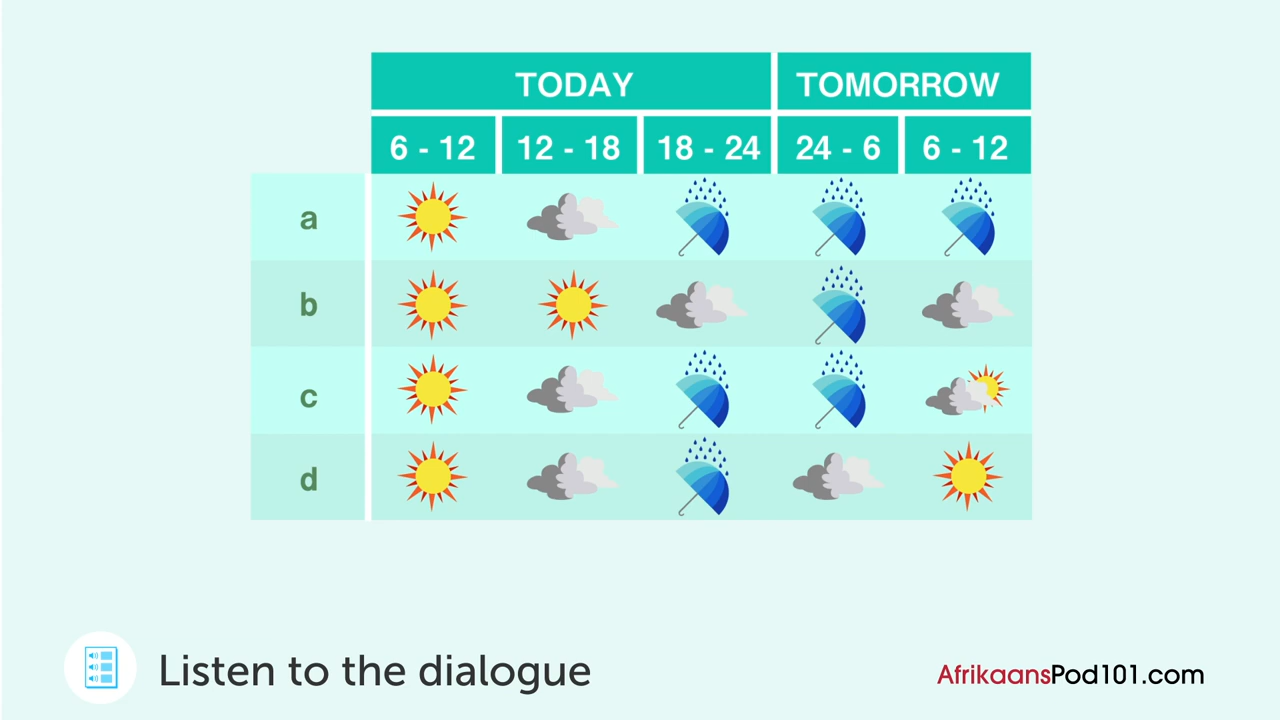 TODAY TOMORROW
6 - 12 12 - 18 18 - 24 24 - 6 6 - 12
a
b
c
d
Listen to the dialogue
AfrikaansPod101.com